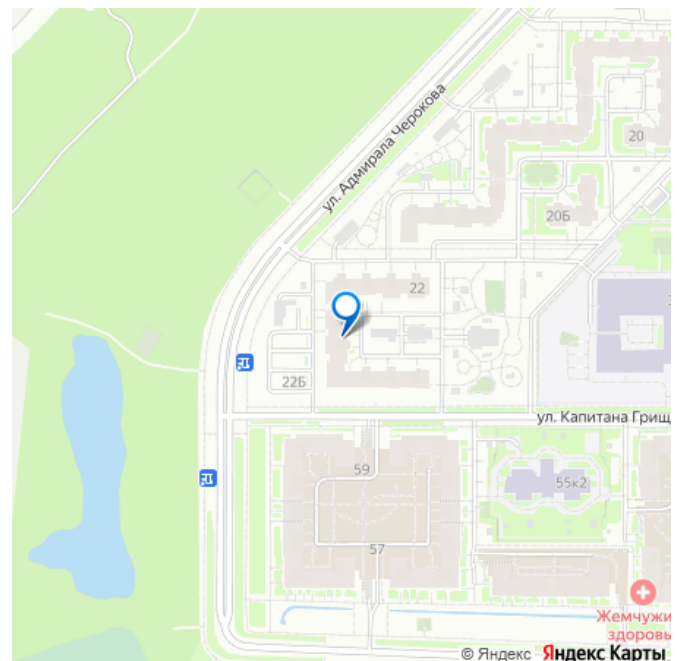 ул. Адмирала Черокова
20
20Б
22
22Б
ул. Капитана Грищ
59
55к2
57
Жемчужи
здоровь
© Яндекс Яндекс Карты